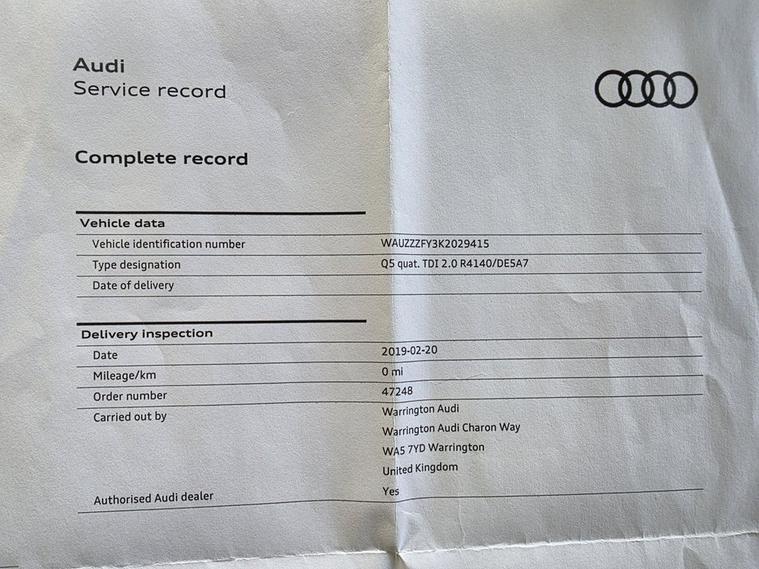 Audi
Service record
Complete record
Vehicle data
Vehicle identification number WAUZZZFY3K2029415
Type designation Q5 quat. TDI 2.0 R4140/DE5A7
Date of delivery
Delivery inspection
Date 2019-02-20
Mileage/km 0 mi
Order number 47248
Carried out by Warrington Audi
Warrington Audi Charon Way
WA5 7YD Warrington
United Kingdom
Authorised Audi dealer Yes